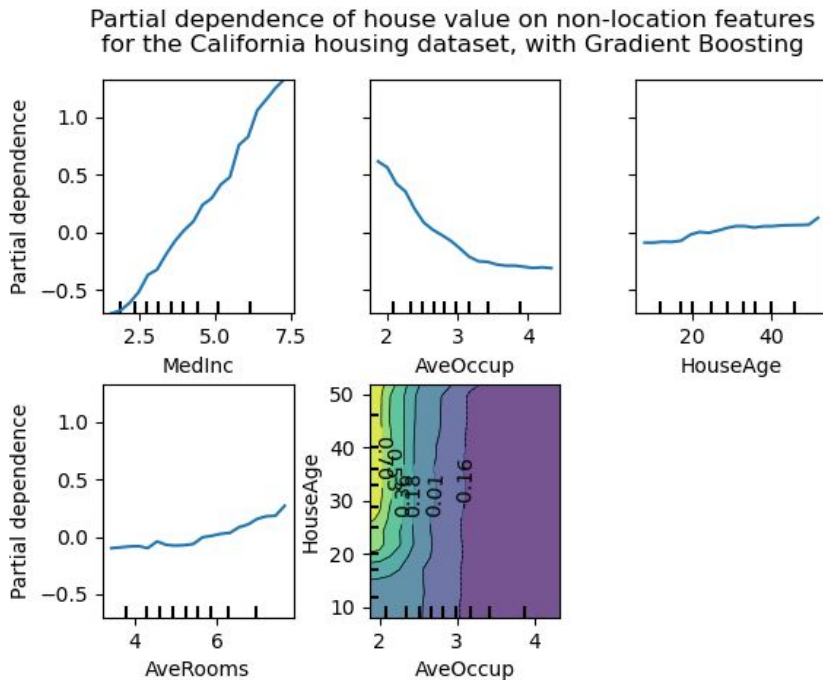 Partial dependence of house value on non-location features
for the California housing dataset, with Gradient Boosting
Partial dependence
1.0
0.5
0.0
−0.5
2.5 5.0 7.5
MedInc
2 3 4
AveOccup
20 40
HouseAge
Partial dependence
1.0
0.5
0.0
−0.5
4 6
AveRooms
HouseAge
50
40
30
20
10
0.18
0.01
0.16
2 3 4
AveOccup